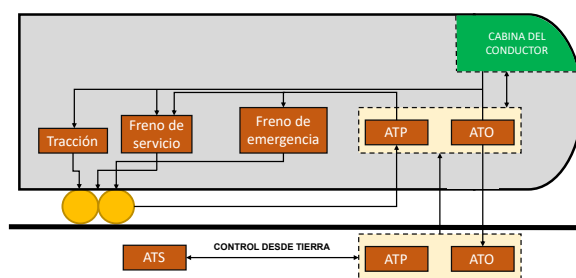 CABINA DEL
CONDUCTOR
Tracción
Freno de
servicio
Freno de
emergencia
ATP
ATO
ATS
CONTROL DESDE TIERRA
ATP
ATO